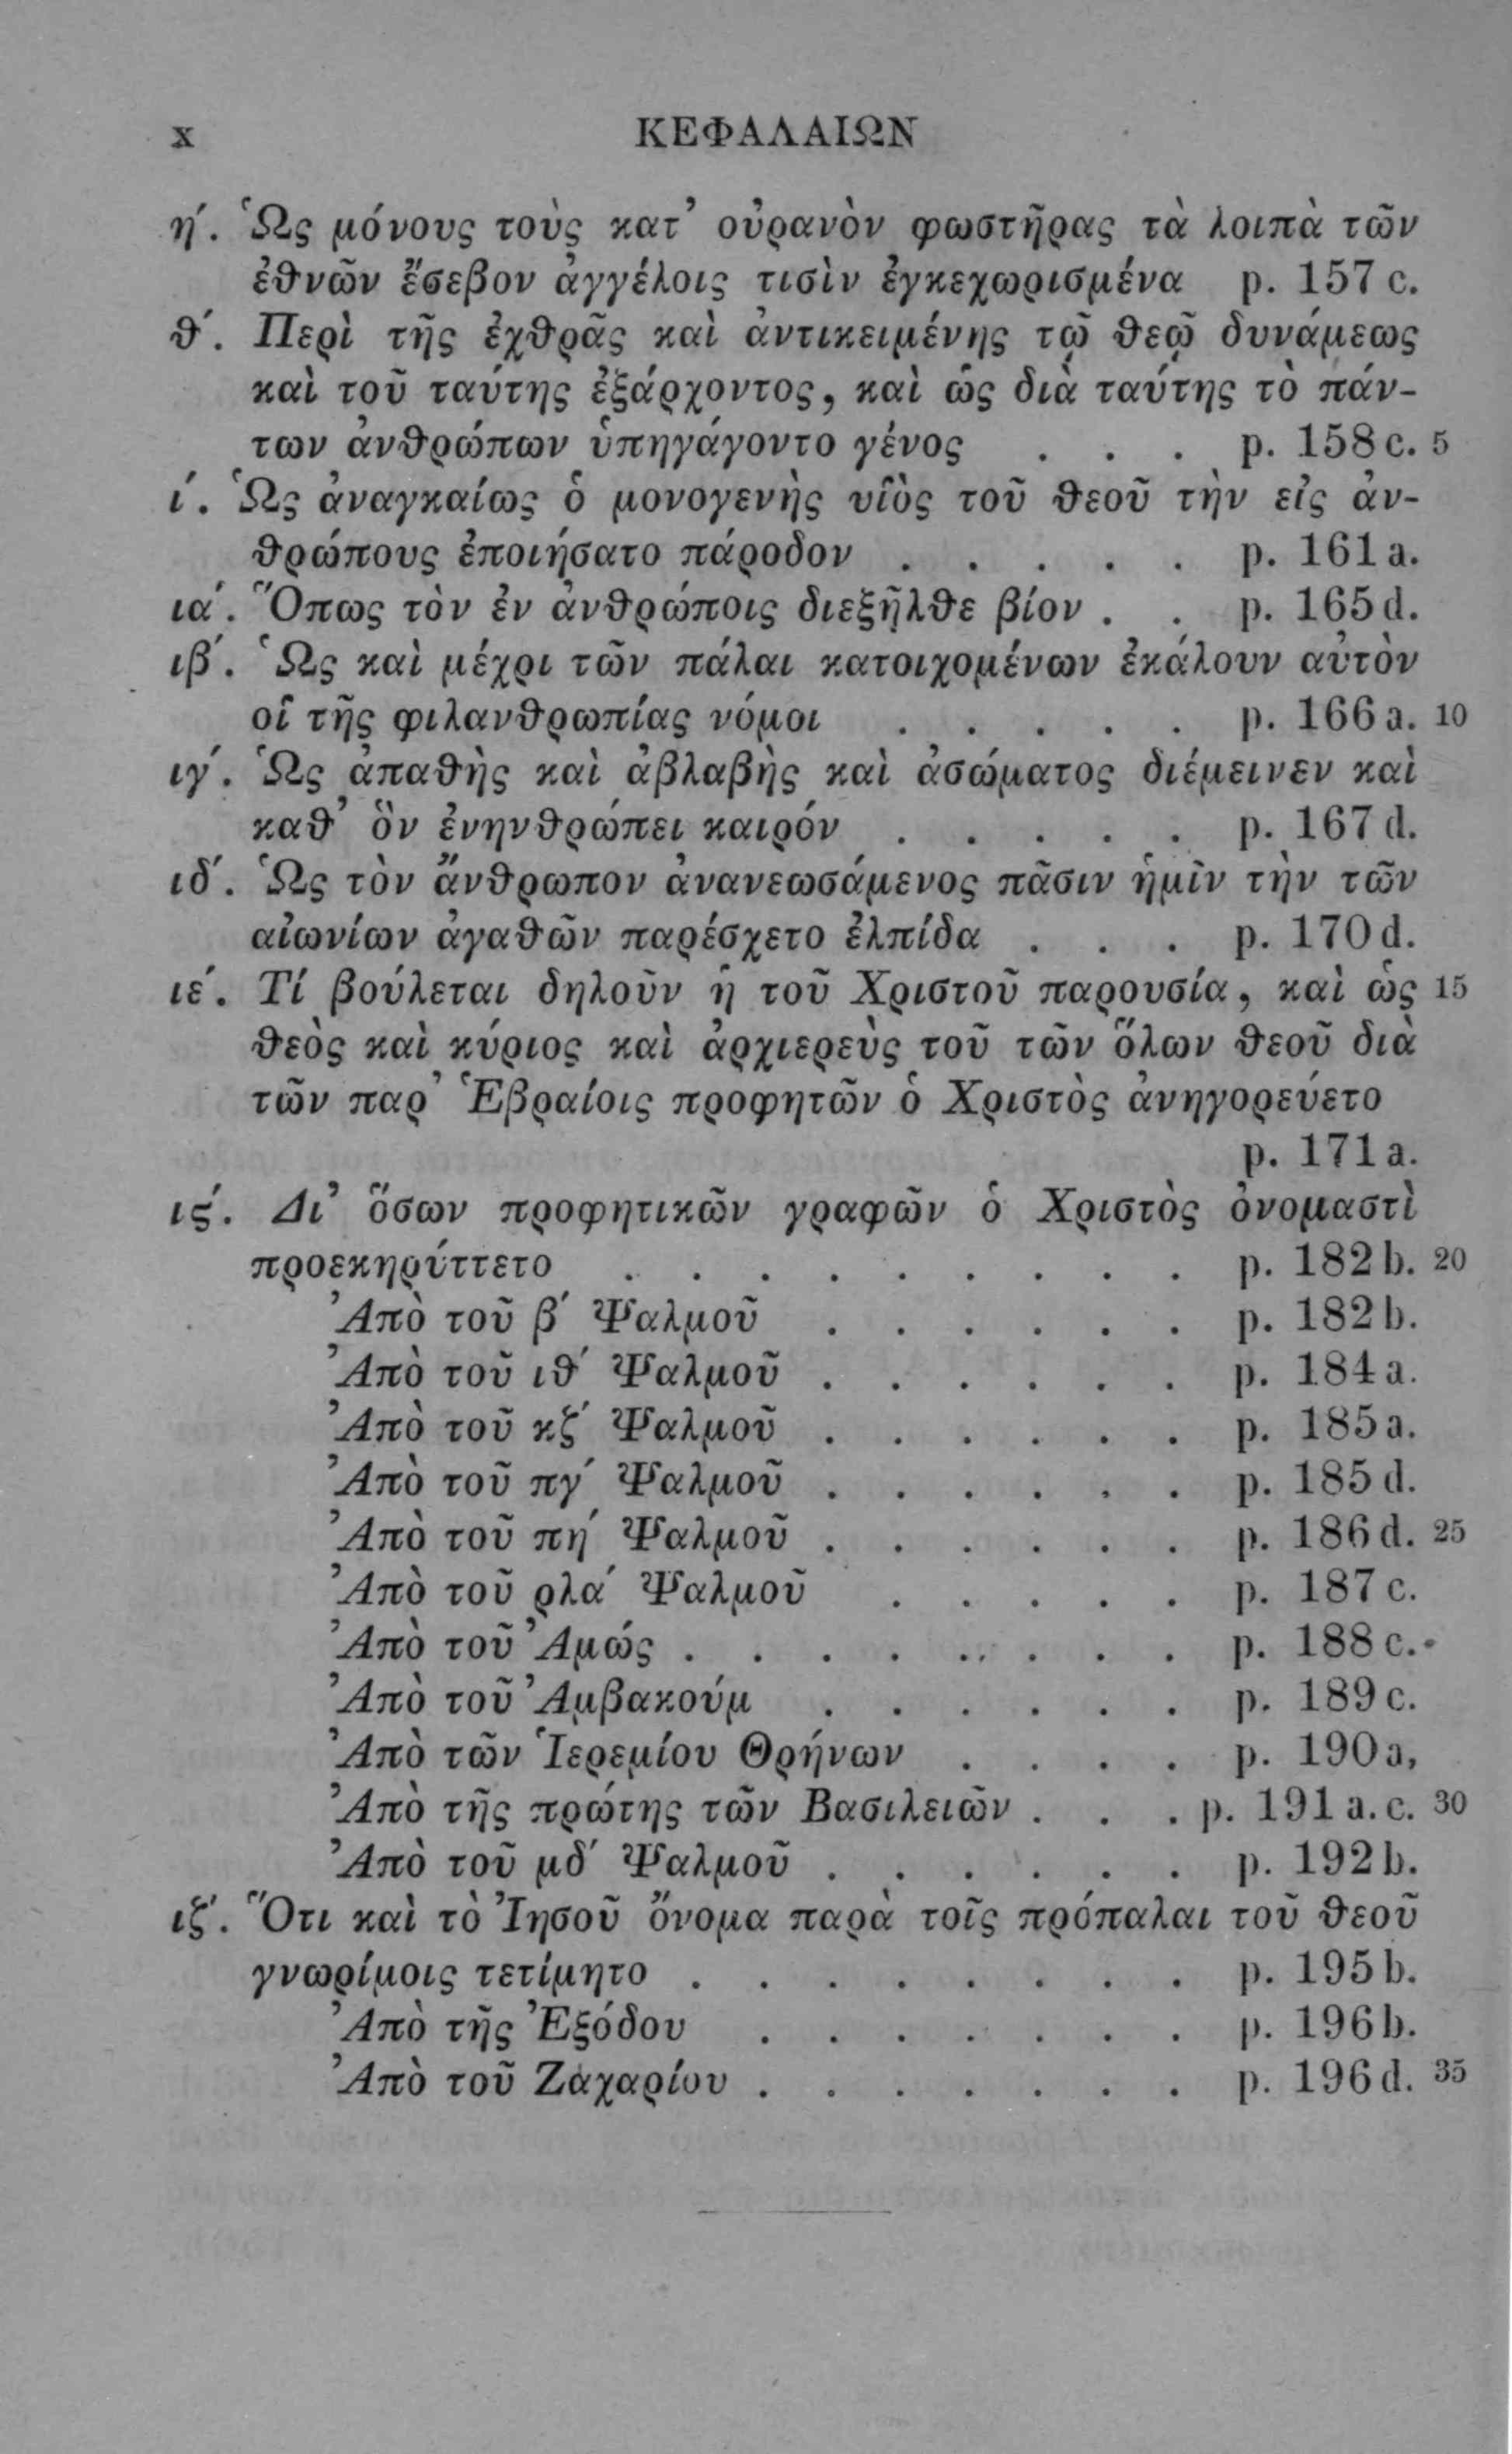 x ΚΕΦΑΛΑΙΩΝ
η΄. Ὡς μόνους τοὺς κατ' οὐρανὸν φωστῆρας τὰ λοιπὰ τῶν
ἐθνῶν ἔσεβον ἀγγέλοις τισὶν ἐγκεχωρισμένα p. 157 c.
θ΄. Περὶ τῆς ἐχθρᾶς καὶ ἀντικειμένης τῷ θεῷ δυνάμεως
καὶ τοῦ ταύτης ἐξάρχοντος, καὶ ὡς διὰ ταύτης τὸ πάν-
των ἀνθρώπων ὑπηγάγοντο γένος . . . p. 158 c. 5
ί. Ὡς ἀναγκαίως ὁ μονογενὴς υἱὸς τοῦ θεοῦ τὴν εἰς ἀν-
θρώπους ἐποιήσατο πάροδον . . . . . p. 161 a.
ια΄. Ὅπως τὸν ἐν ἀνθρώποις διεξῆλθε βίον . . p. 165 d.
ιβ΄. Ὡς καὶ μέχρι τῶν πάλαι κατοιχομένων ἐκάλουν αὐτὸν
οἱ τῆς φιλανθρωπίας νόμοι . . . . . p. 166 a. 10
ιγ΄. Ὡς ἀπαθὴς καὶ ἀβλαβὴς καὶ ἀσώματος διέμεινεν καὶ
καθ' ὃν ἐνηνθρώπει καιρόν . . . . . p. 167 d.
ιδ΄. Ὡς τὸν ἄνθρωπον ἀνανεωσάμενος πᾶσιν ἡμῖν τὴν τῶν
αἰωνίων ἀγαθῶν παρέσχετο ἐλπίδα . . . p. 170 d.
ιε΄. Τί βούλεται δηλοῦν ἡ τοῦ Χριστοῦ παρουσία, καὶ ὡς 15
θεὸς καὶ κύριος καὶ ἀρχιερεὺς τοῦ τῶν ὅλων θεοῦ διὰ
τῶν παρ' Ἑβραίοις προφητῶν ὁ Χριστὸς ἀνηγορεύετο
p. 171 a.
ις΄. Δι' ὅσων προφητικῶν γραφῶν ὁ Χριστὸς ὀνομαστὶ
προεκηρύττετο . . . . . . . . . p. 182 b. 20
Ἀπὸ τοῦ β΄ Ψαλμοῦ . . . . . . p. 182 b.
Ἀπὸ τοῦ ιθ΄ Ψαλμοῦ . . . . . . p. 184 a.
Ἀπὸ τοῦ κζ΄ Ψαλμοῦ . . . . . . p. 185 a.
Ἀπὸ τοῦ πγ΄ Ψαλμοῦ . . . . . . p. 185 d.
Ἀπὸ τοῦ πη΄ Ψαλμοῦ . . . . . . p. 186 d. 25
Ἀπὸ τοῦ ρλα΄ Ψαλμοῦ . . . . . p. 187 c.
Ἀπὸ τοῦ Ἀμώς . . . . . . . . p. 188 c.
Ἀπὸ τοῦ Ἀμβακούμ . . . . . . p. 189 c.
Ἀπὸ τῶν Ἱερεμίου Θρήνων . . . . p. 190 a,
Ἀπὸ τῆς πρώτης τῶν Βασιλειῶν . . . p. 191 a. c. 30
Ἀπὸ τοῦ μδ΄ Ψαλμοῦ . . . . . . p. 192 b.
ιζ΄. Ὅτι καὶ τὸ Ἰησοῦ ὄνομα παρὰ τοῖς πρόπαλαι τοῦ θεοῦ
γνωρίμοις τετίμητο . . . . . . . . p. 195 b.
Ἀπὸ τῆς Ἐξόδου . . . . . . . p. 196 b.
Ἀπὸ τοῦ Ζαχαρίου . . . . . . . p. 196 d. 35